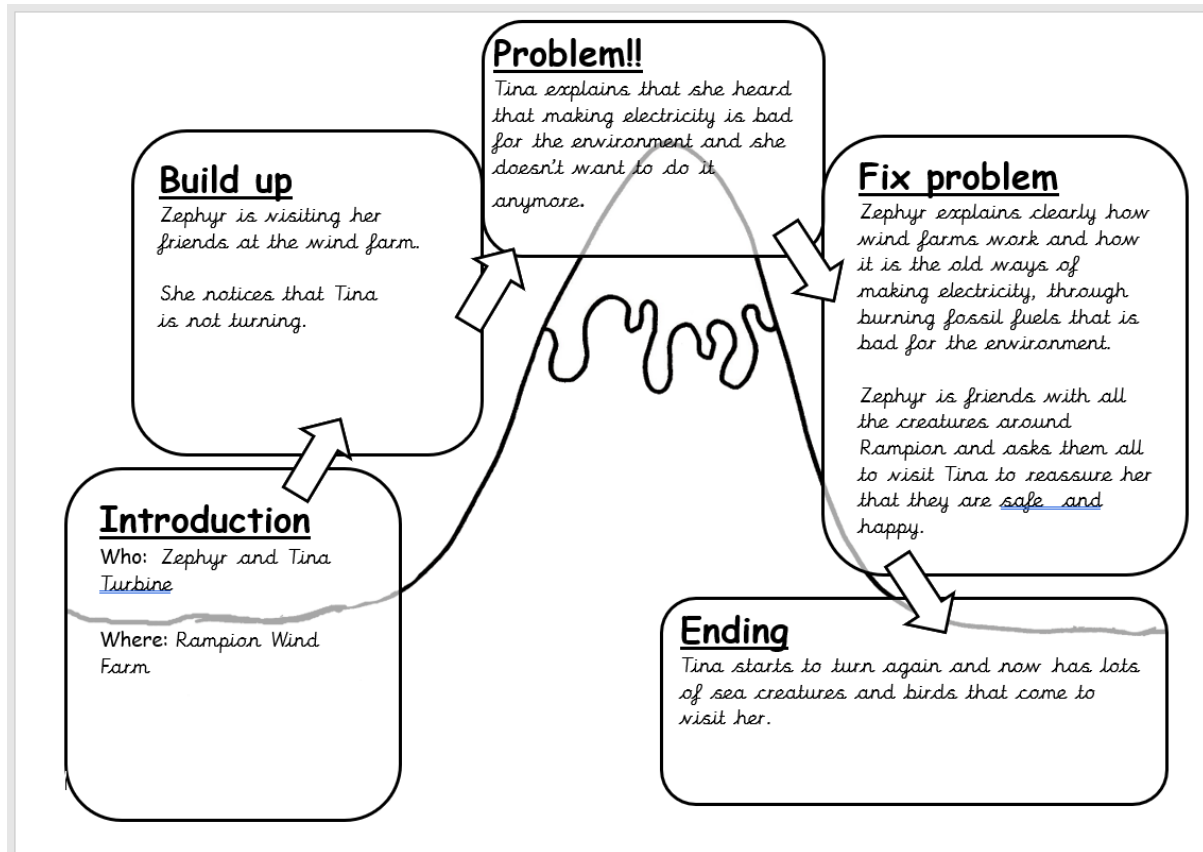 Introduction
Who: Zephyr and Tina
Turbine
Where: Rampion Wind
Farm
Build up
Zephyr is visiting her
friends at the wind farm.
She notices that Tina
is not turning.
Problem!!
Tina explains that she heard
that making electricity is bad
for the environment and she
doesn't want to do it
anymore.
Fix problem
Zephyr explains clearly how
wind farms work and how
it is the old ways of
making electricity, through
burning fossil fuels that is
bad for the environment.
Zephyr is friends with all
the creatures around
Rampion and asks them all
to visit Tina to reassure her
that they are safe and
happy.
Ending
Tina starts to turn again and now has lots
of sea creatures and birds that come to
visit her.